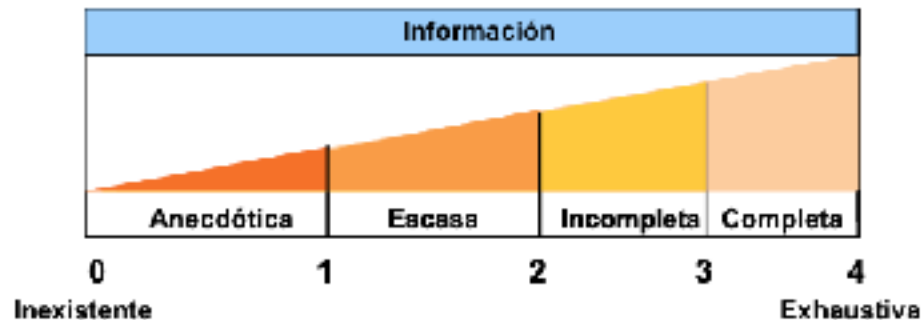 Información
Anecdótica Escasa Incompleta Completa
0 1 2 3 4
Inexistente Exhaustiva